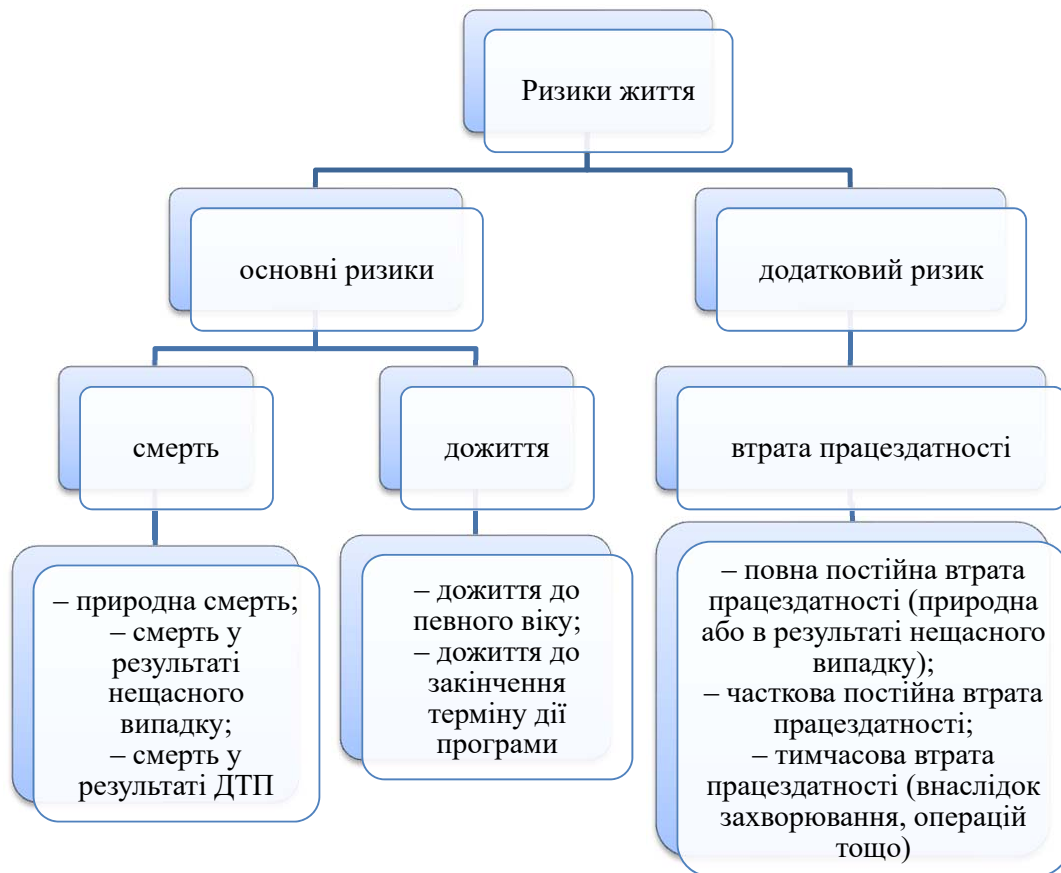 Ризики життя
основні ризики
додатковий ризик
смерть
дожиття
втрата працездатності
– природна смерть;
– смерть у
результаті
нещасного
випадку;
– смерть у
результаті ДТП
– дожиття до
певного віку;
– дожиття до
закінчення
терміну дії
програми
– повна постійна втрата
працездатності (природна
або в результаті нещасного
випадку);
– часткова постійна втрата
працездатності;
– тимчасова втрата
працездатності (внаслідок
захворювання, операцій
тощо)